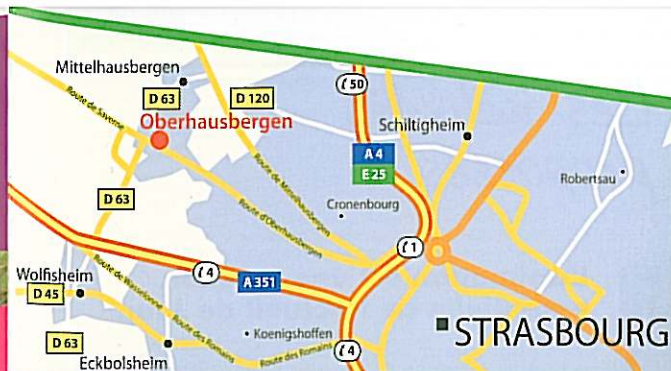 Mittelhausbergen
50
D 63
D 120
Route de Saverne
Oberhausbergen
Schiltigheim
A 4
E 25
Route de Mittelhausbergen
Robertsau
D 63
Cronenbourg
Route d'Oberhausbergen
1
Wolfisheim
Route de Wasselonne
4
A 351
D 45
Route des Romains
Koenigshoffen
STRASBOURG
D 63
Eckbolsheim
Route des Romains
4